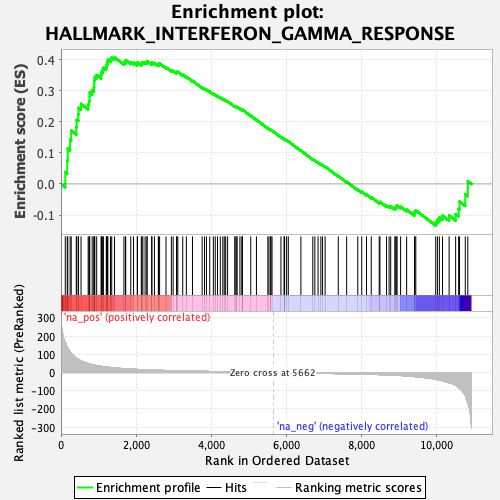 Enrichment plot:
HALLMARK_INTERFERON_GAMMA_RESPONSE
Enrichment score (ES)
0.4
0.3
0.2
0.1
0.0
-0.1
Ranked list metric (PreRanked)
300
200
100
0
-100
-200
-300
'na_pos' (positively correlated)
Zero cross at 5662
'na_neg' (negatively correlated)
0
2,000
4,000
6,000
8,000
10,000
Rank in Ordered Dataset
Enrichment profile
Hits
Ranking metric scores